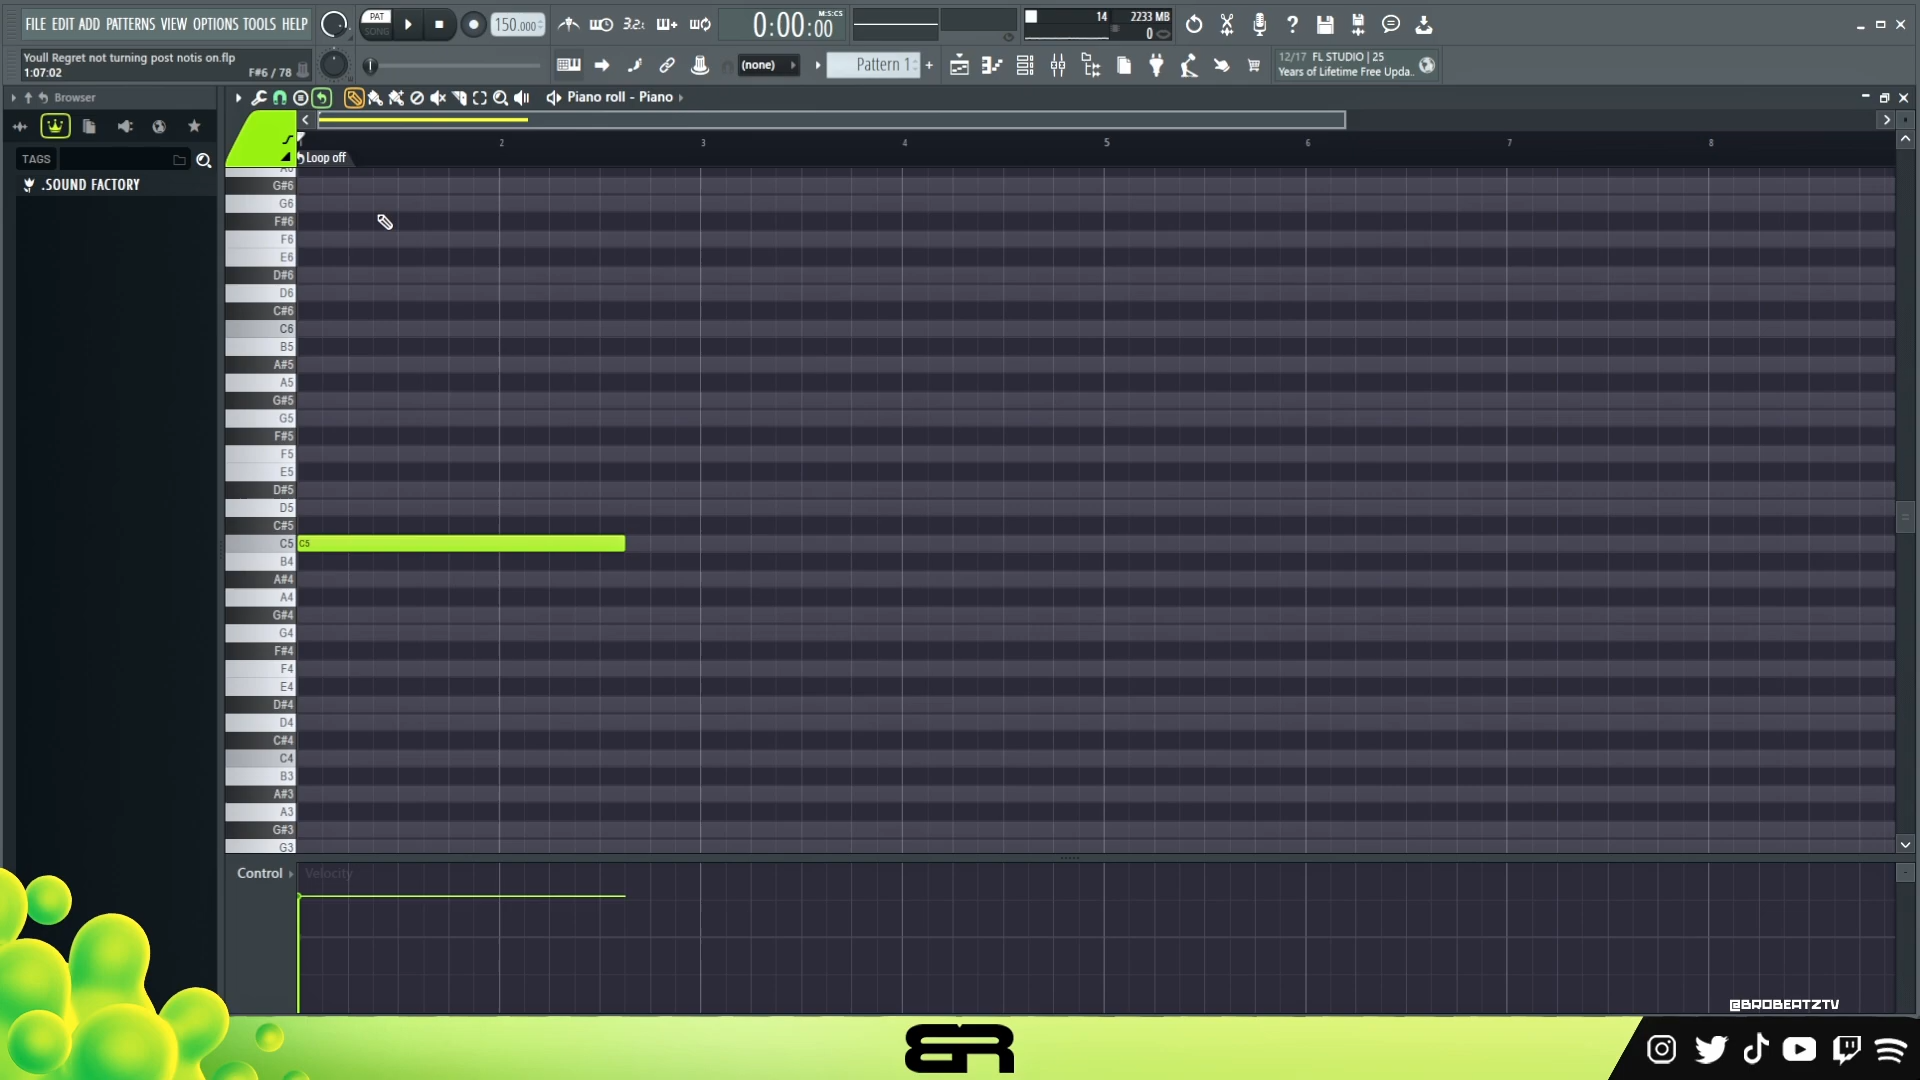 FILE EDIT ADD PATTERNS VIEW OPTIONS TOOLS HELP
PAT
SONG
150.000
3.2.
0:00:00
M:S:CS
14
2233 MB
0
Youll Regret not turning post notis on.flp
1:07:02
F#6 / 78
(none)
Pattern 1
12/17 FL STUDIO | 25
Years of Lifetime Free Upda..
Browser
Piano roll - Piano
TAGS
.SOUND FACTORY
2
3
4
5
6
7
8
Loop off
G#6
G6
F#6
F6
E6
D#6
D6
C#6
C6
B5
A#5
A5
G#5
G5
F#5
F5
E5
D#5
D5
C#5
C5
C5
B4
A#4
A4
G#4
G4
F#4
F4
E4
D#4
D4
C#4
C4
B3
A#3
A3
G#3
G3
Control
Velocity
@BROBEATZTV
BR